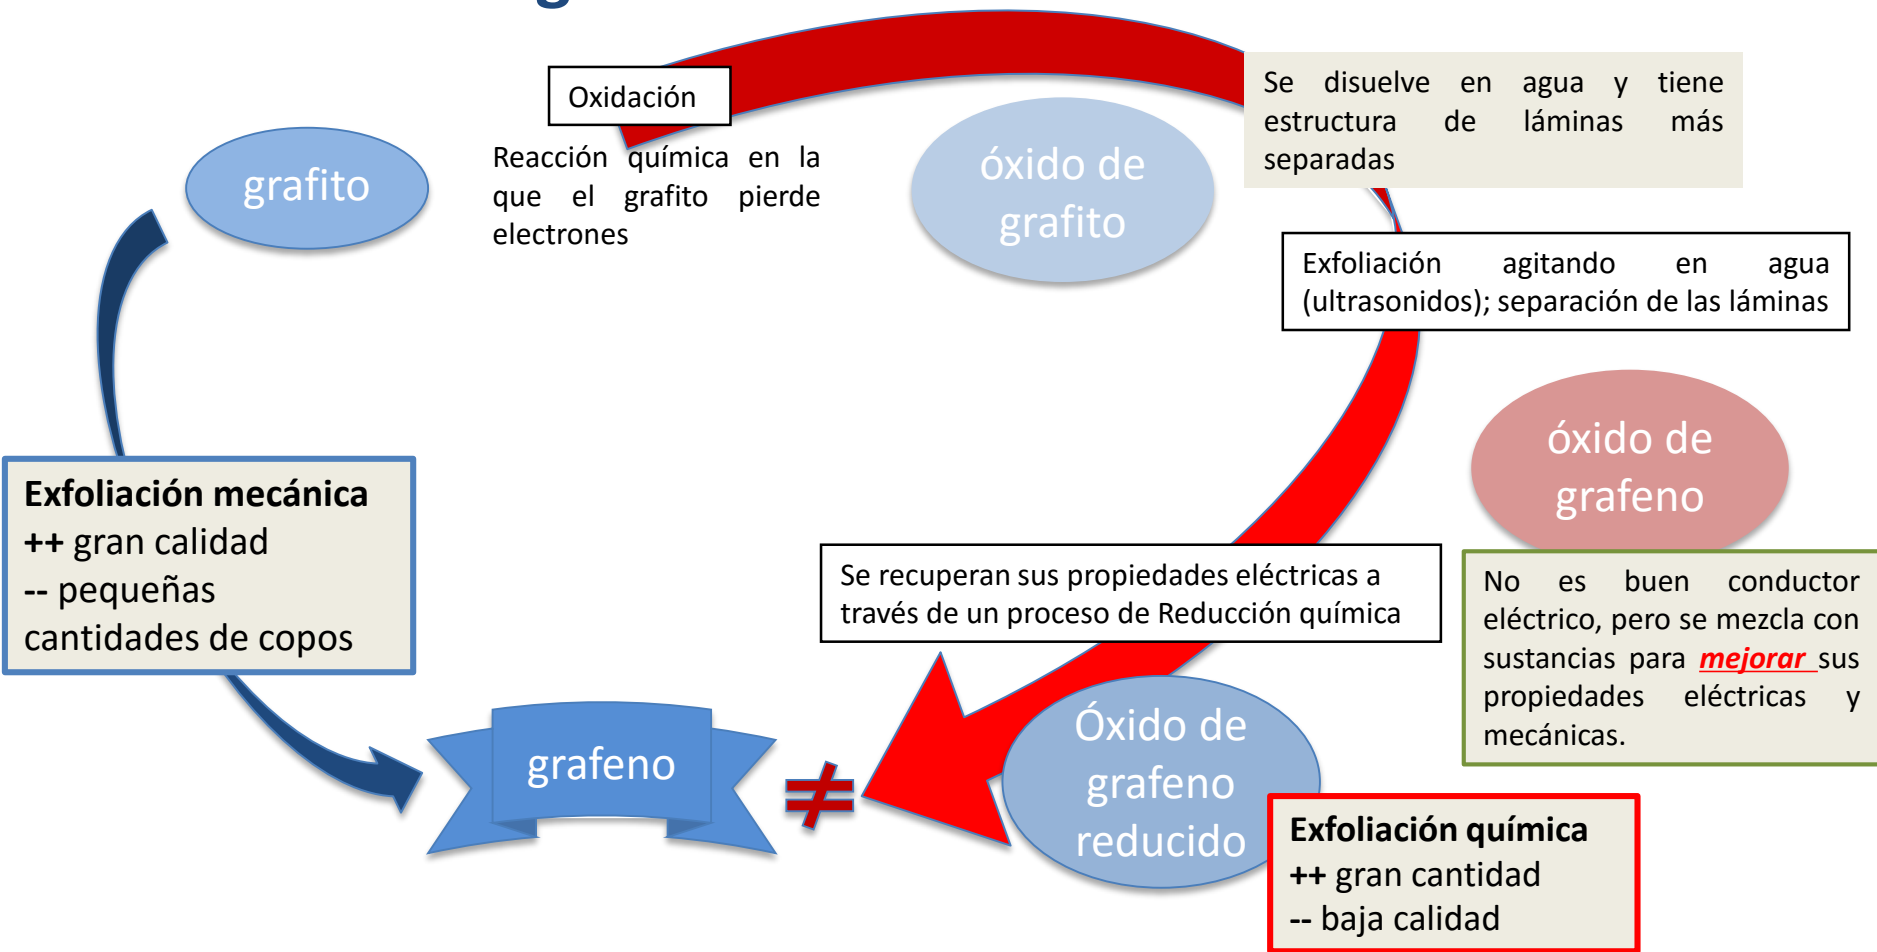 Oxidación
Se disuelve en agua y tiene
estructura de láminas más
separadas
grafito
Reacción química en la
que el grafito pierde
electrones
óxido de
grafito
Exfoliación agitando en agua
(ultrasonidos); separación de las láminas
óxido de
grafeno
Exfoliación mecánica
++ gran calidad
-- pequeñas
cantidades de copos
Se recuperan sus propiedades eléctricas a
través de un proceso de Reducción química
No es buen conductor
eléctrico, pero se mezcla con
sustancias para mejorar sus
propiedades eléctricas y
mecánicas.
grafeno
≠
Óxido de
grafeno
reducido
Exfoliación química
++ gran cantidad
-- baja calidad